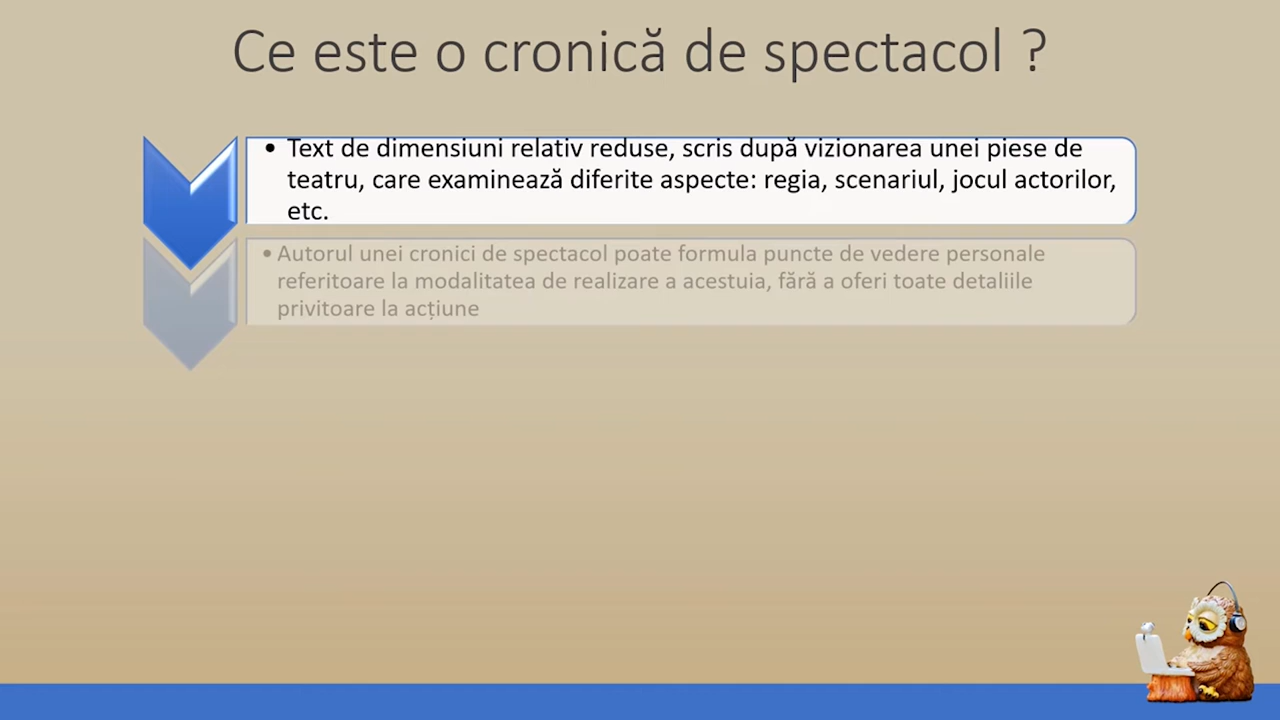 Ce este o cronică de spectacol ?
• Text de dimensiuni relativ reduse, scris după vizionarea unei piese de
teatru, care examinează diferite aspecte: regia, scenariul, jocul actorilor,
etc.
• Autorul unei cronici de spectacol poate formula puncte de vedere personale
referitoare la modalitatea de realizare a acestuia, fără a oferi toate detaliile
privitoare la acțiune